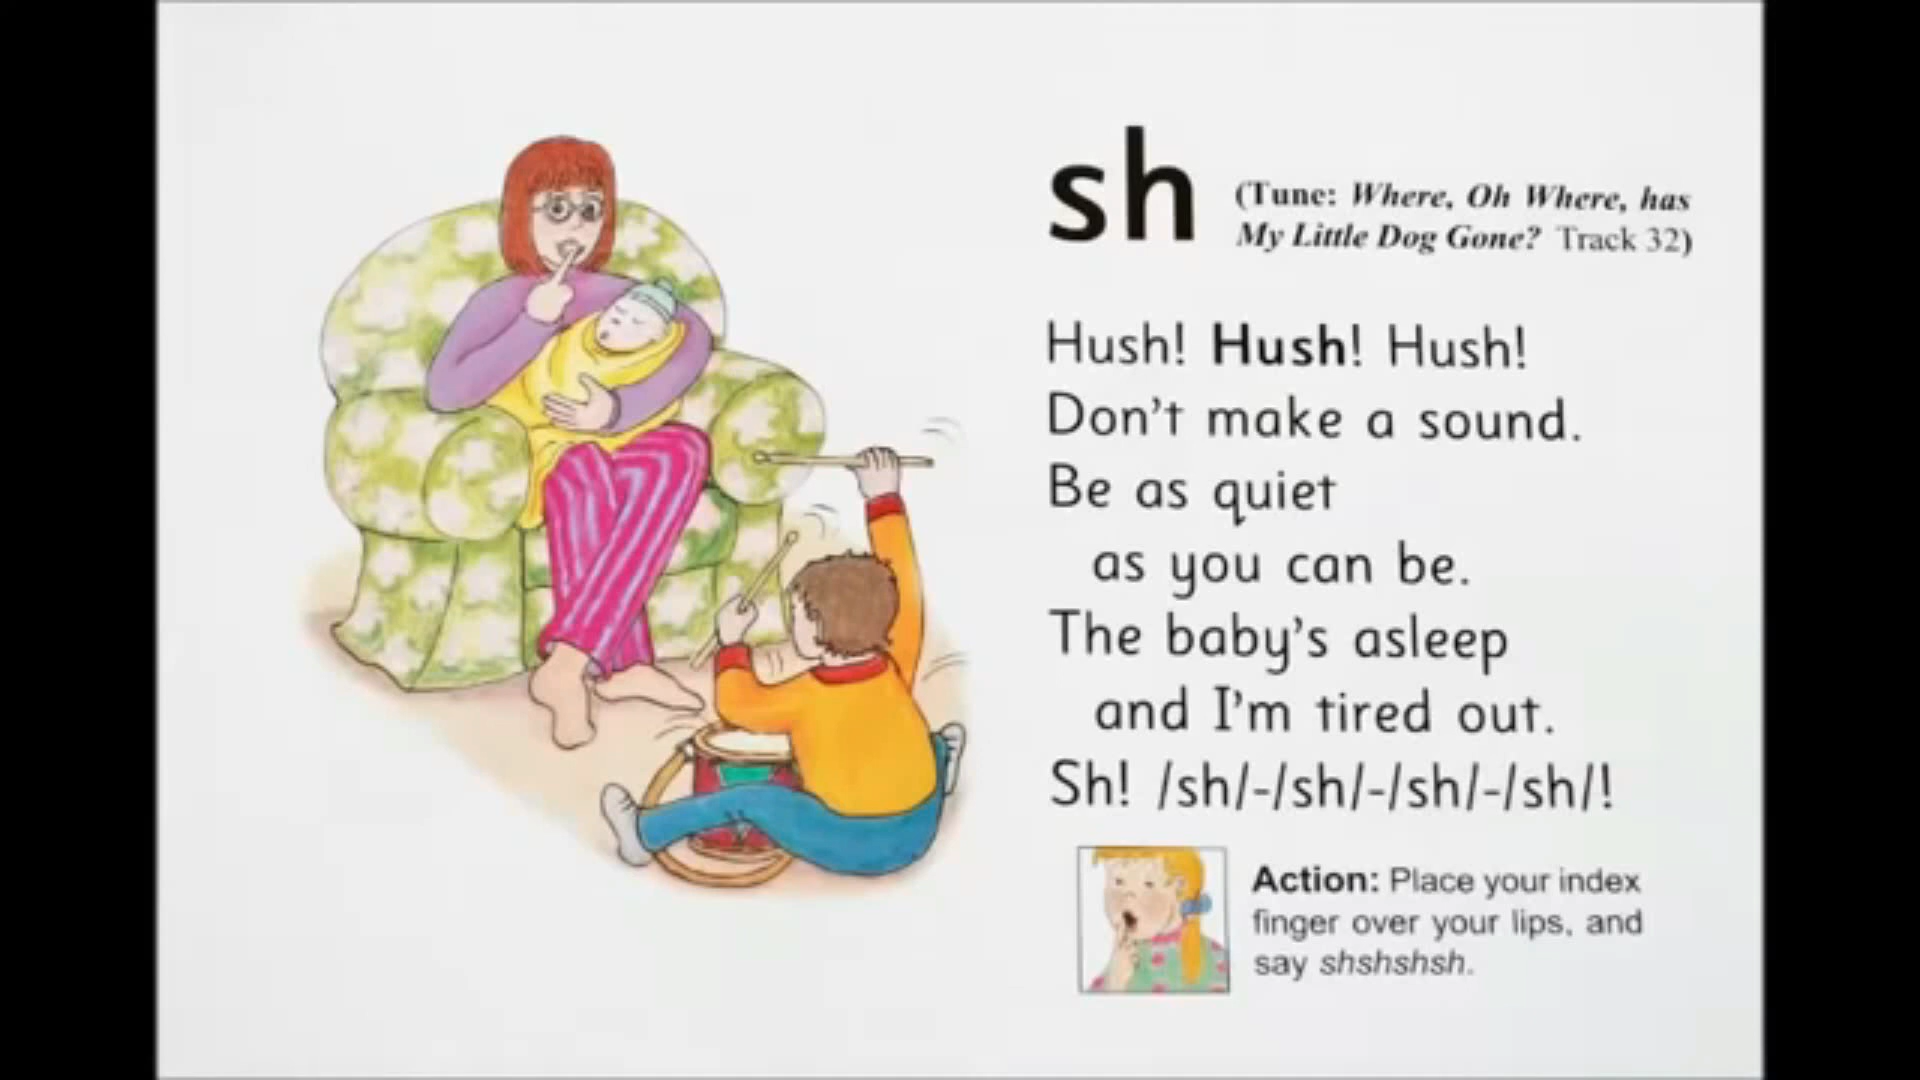 sh
(Tune: Where, Oh Where, has
My Little Dog Gone? Track 32)
Hush! Hush! Hush!
Don't make a sound.
Be as quiet
as you can be.
The baby's asleep
and I'm tired out.
Sh! /sh/-/sh/-/sh/-/sh/!
Action: Place your index
finger over your lips, and
say shshshsh.